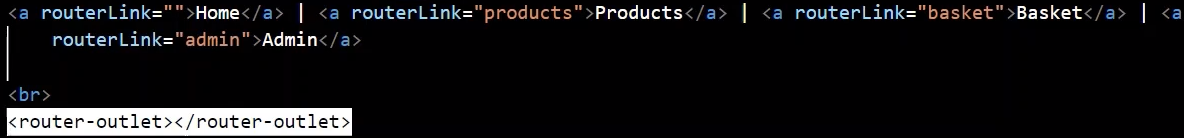 <a routerLink="">Home</a> | <a routerLink="products">Products</a> | <a routerLink="basket">Basket</a> | <a
routerLink="admin">Admin</a>
<br>
<router-outlet></router-outlet>